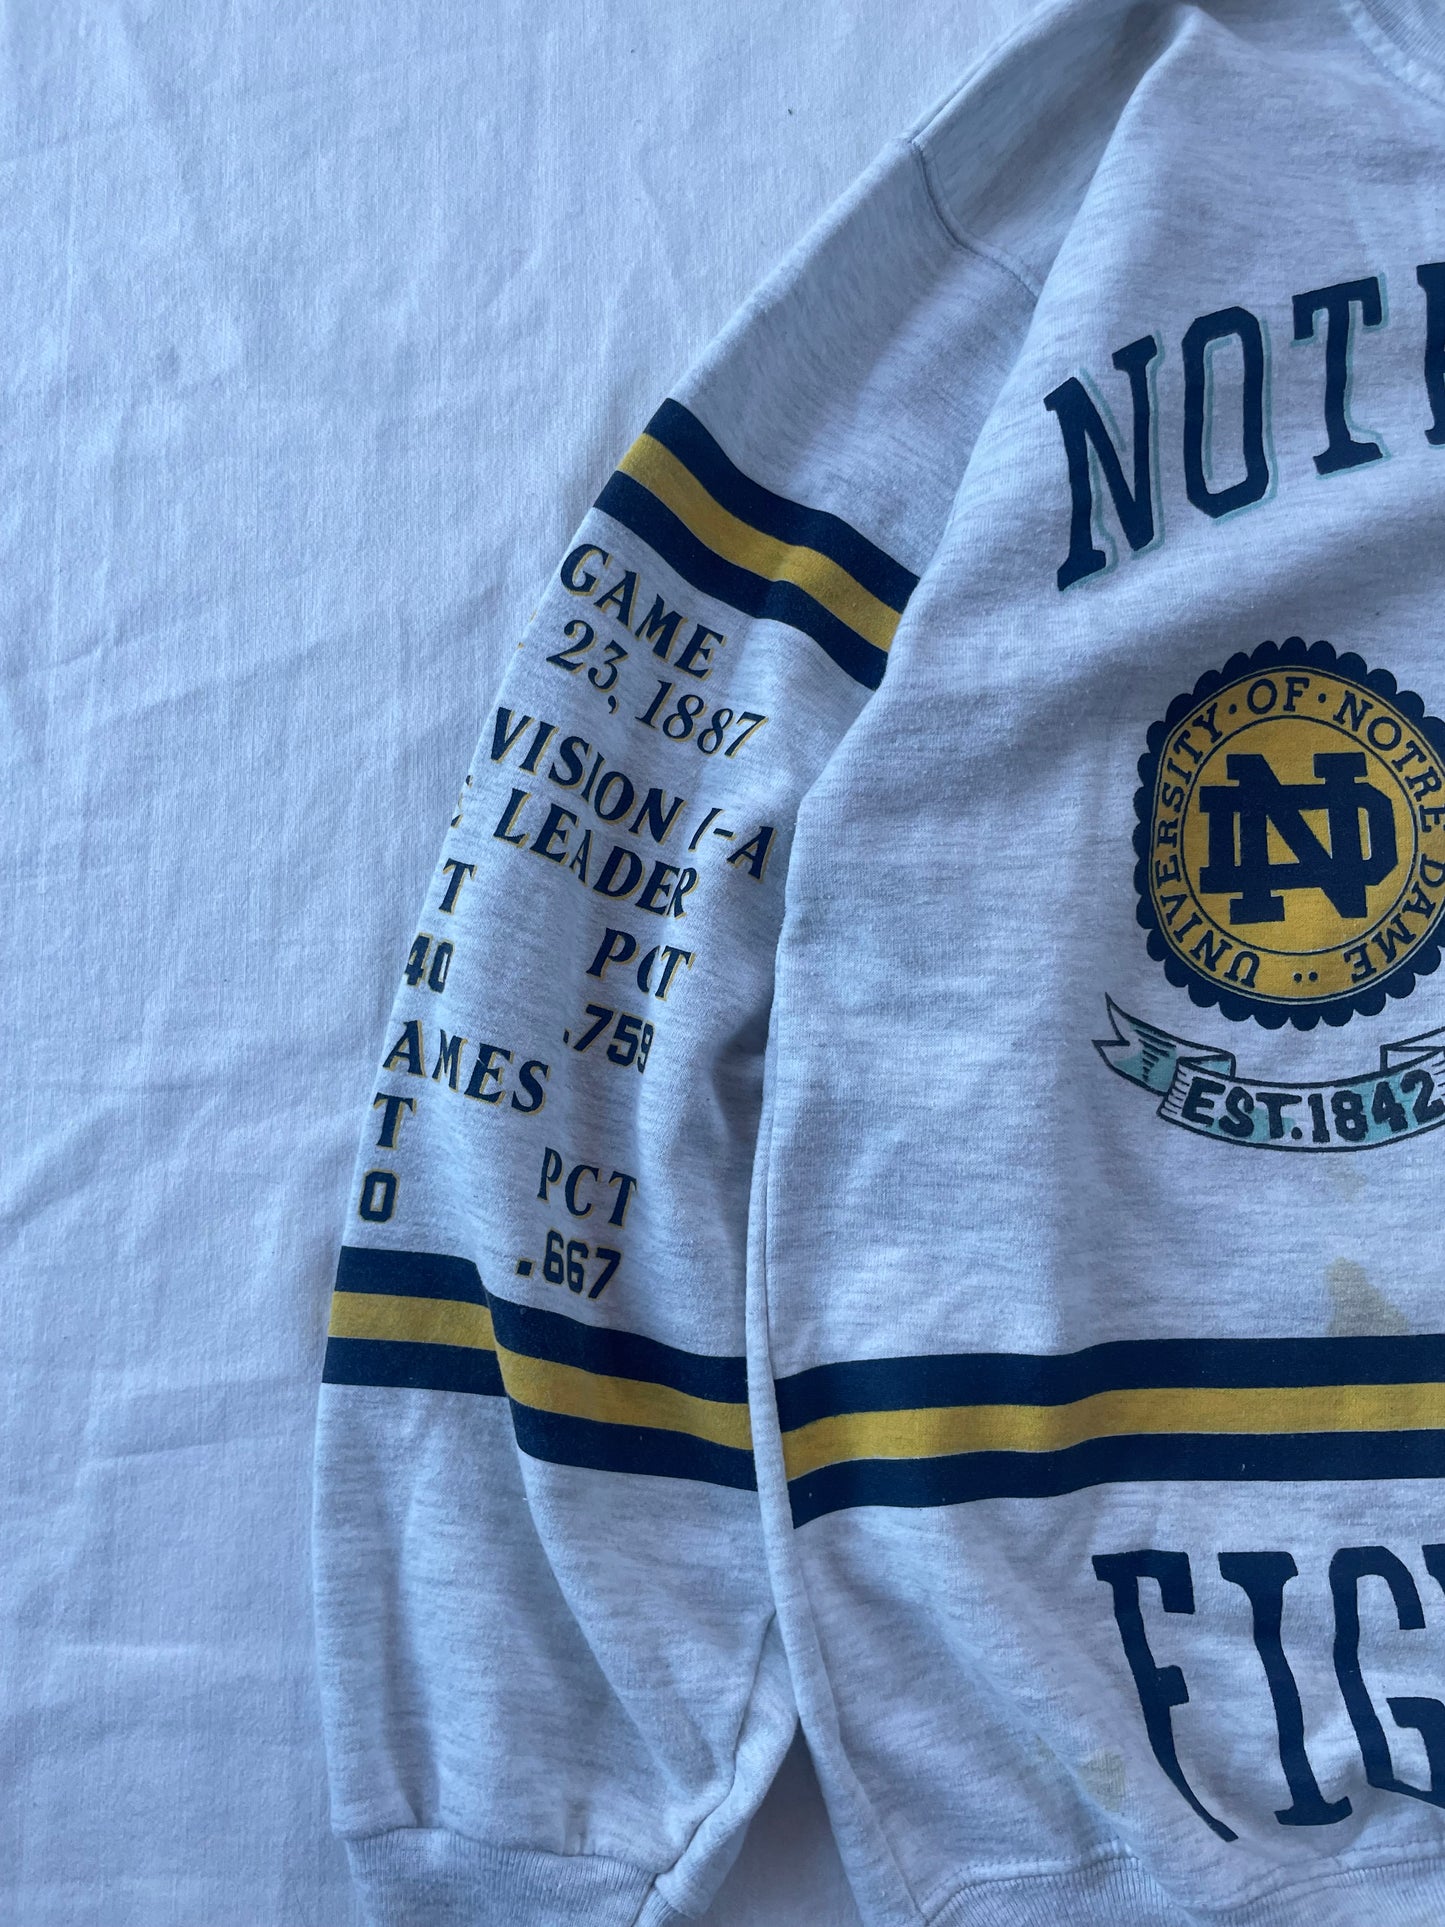 GAME
23, 1887
VISION I-A
LEADER
T PCT
40 .759
AMES
T PCT
0 .667
NOT
UNIVERSITY · OF · NOTRE DAME
ND
EST. 1842
FIG